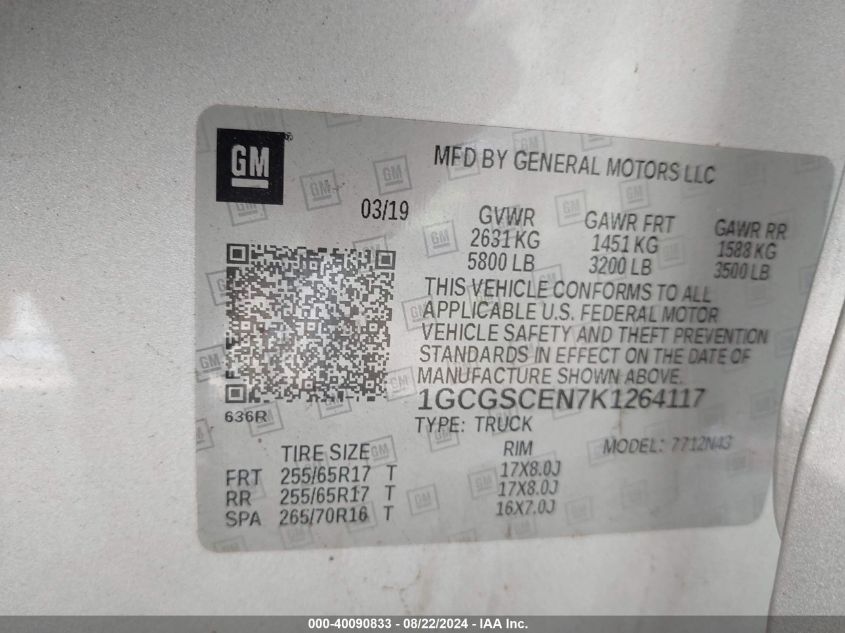 GM
MFD BY GENERAL MOTORS LLC
03/19
GVWR GAWR FRT GAWR RR
2631 KG 1451 KG 1588 KG
5800 LB 3200 LB 3500 LB
THIS VEHICLE CONFORMS TO ALL
APPLICABLE U.S. FEDERAL MOTOR
VEHICLE SAFETY AND THEFT PREVENTION
STANDARDS IN EFFECT ON THE DATE OF
MANUFACTURE SHOWN ABOVE.
1GCGSCEN7K1264117
636R
TYPE: TRUCK MODEL: 7712N43
TIRE SIZE RIM
FRT 255/65R17 T 17X8.0J
RR 255/65R17 T 17X8.0J
SPA 265/70R16 T 16X7.0J
000-40090833 - 08/22/2024 - IAA Inc.